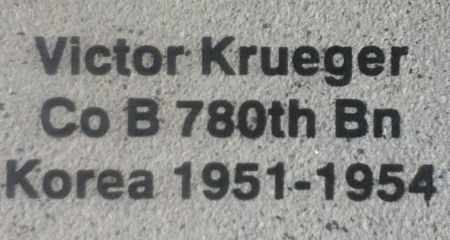 Victor Krueger
Co B 780th Bn
Korea 1951-1954